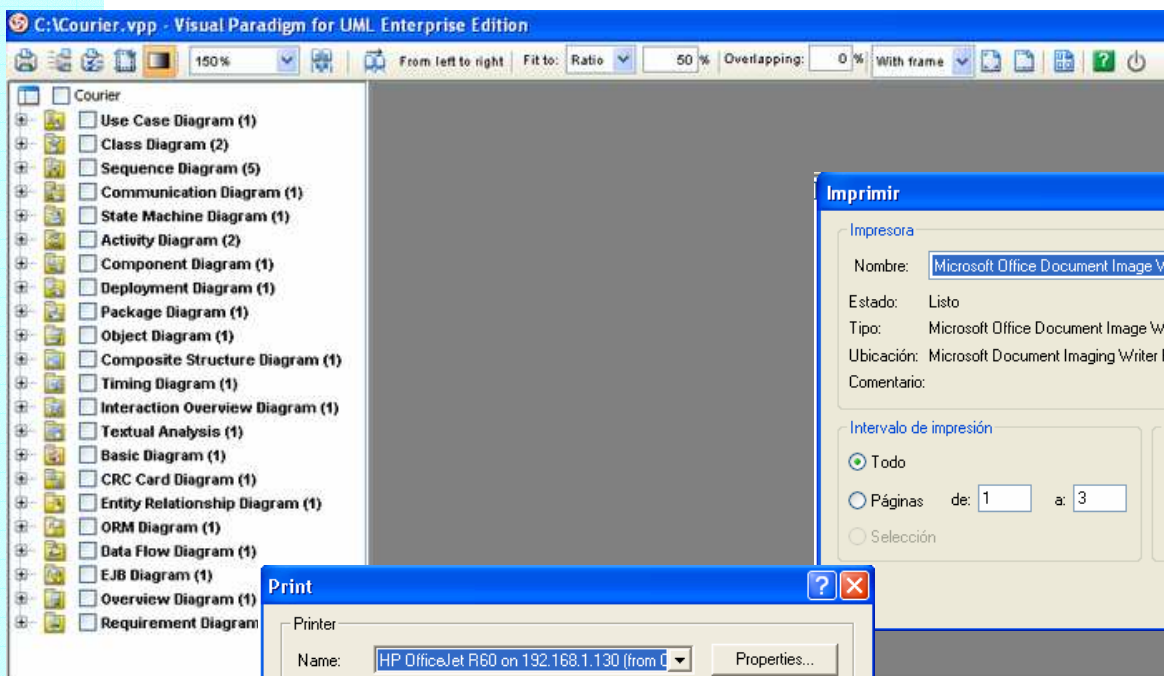 C:\Courier.vpp - Visual Paradigm for UML Enterprise Edition
150% From left to right Fit to: Ratio 50 % Overlapping: 0 % With frame
Courier
Use Case Diagram (1)
Class Diagram (2)
Sequence Diagram (5)
Communication Diagram (1)
State Machine Diagram (1)
Activity Diagram (2)
Component Diagram (1)
Deployment Diagram (1)
Package Diagram (1)
Object Diagram (1)
Composite Structure Diagram (1)
Timing Diagram (1)
Interaction Overview Diagram (1)
Textual Analysis (1)
Basic Diagram (1)
CRC Card Diagram (1)
Entity Relationship Diagram (1)
ORM Diagram (1)
Data Flow Diagram (1)
EJB Diagram (1)
Overview Diagram (1)
Requirement Diagram
Imprimir
Impresora
Nombre: Microsoft Office Document Image W
Estado: Listo
Tipo: Microsoft Office Document Image W
Ubicación: Microsoft Document Imaging Writer
Comentario:
Intervalo de impresión
Todo
Páginas de: 1 a: 3
Selección
Print
Printer
Name: HP OfficeJet R60 on 192.168.1.130 (from Properties...